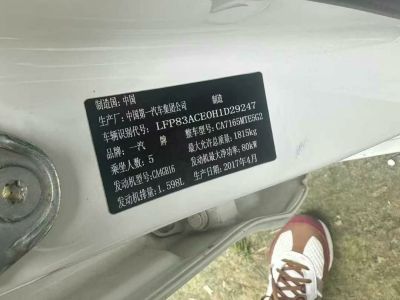 制造国：中国
生产厂：中国第一汽车集团公司 制造
车辆识别代号：LFP83ACE0H1D29247
品牌：一汽 牌 整车型号：CA7165MTE5G2
乘坐人数：5 最大允许总质量：1815kg
发动机型号：CA4GB16 发动机最大净功率：80kW
发动机排量：1.598L 生产日期：2017年4月